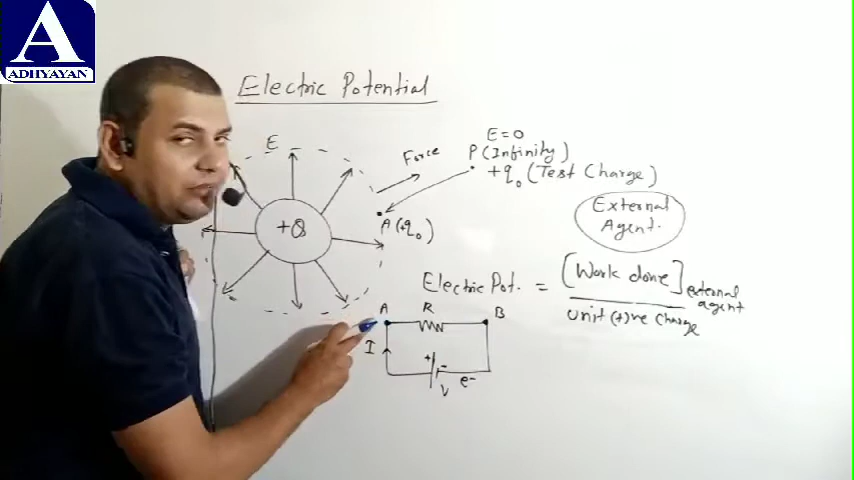 A
ADHYAYAN
Electric Potential
E
+Q
Force
E=0
P (Infinity)
+q₀ (Test Charge)
A (+q₀)
External
Agent.
Electric Pot. = [Work done] external agent
unit (+)ve Charge
A
R
B
I
+
-
e-
V